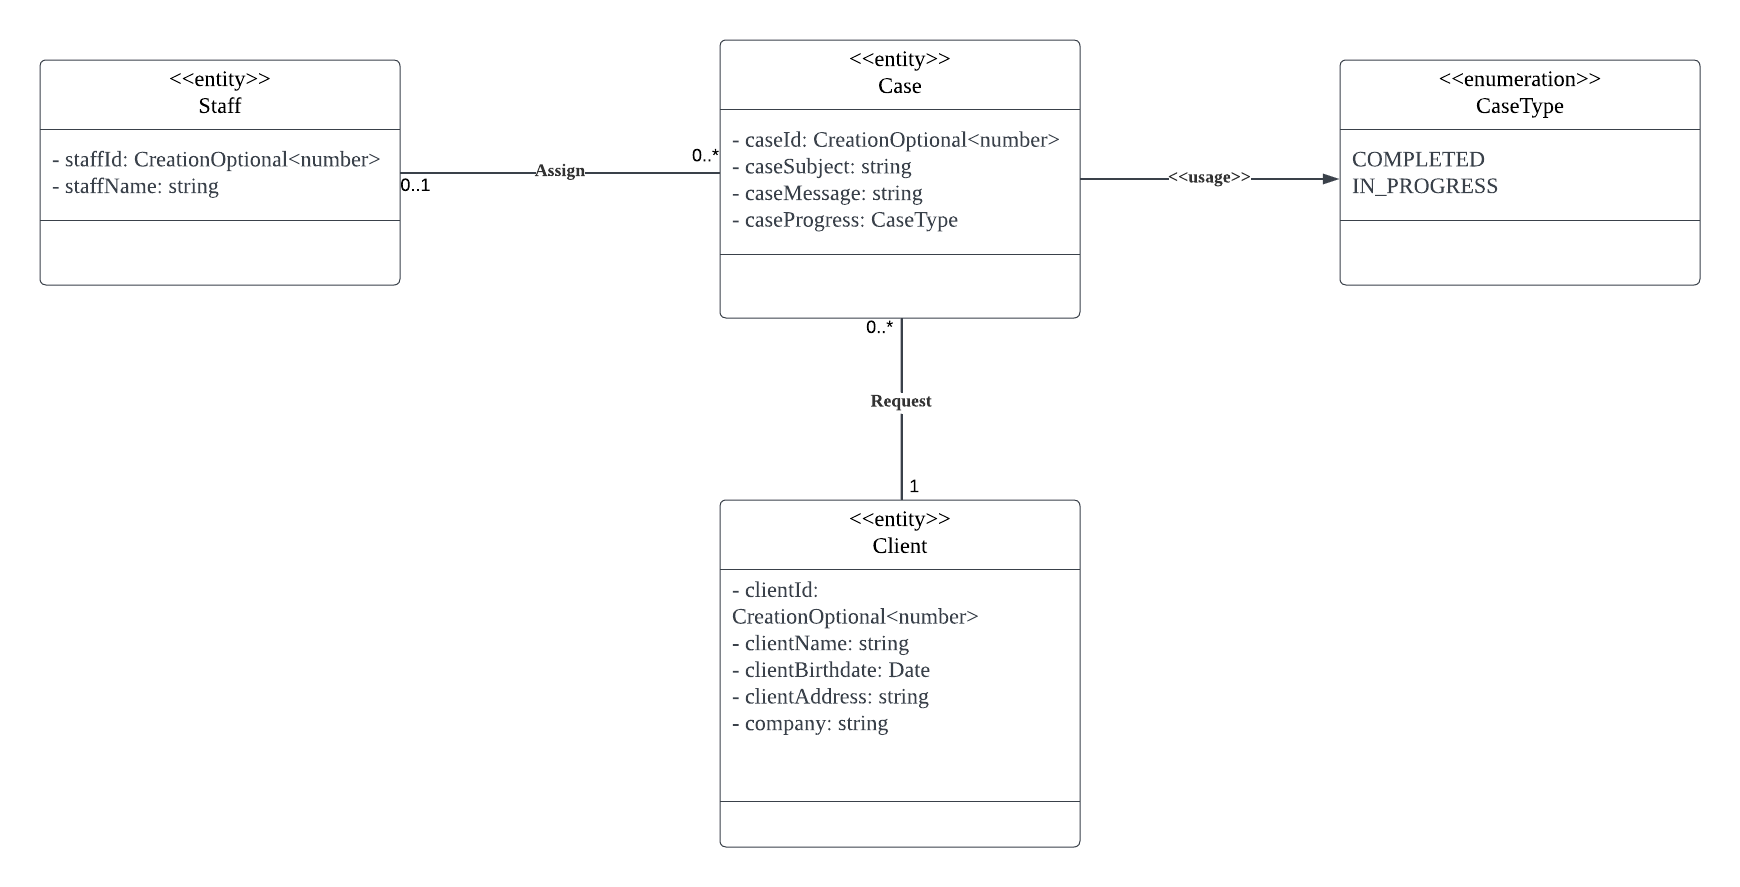 <<entity>>
Staff
- staffId: CreationOptional<number>
- staffName: string
0..1
Assign
0..*
<<entity>>
Case
- caseId: CreationOptional<number>
- caseSubject: string
- caseMessage: string
- caseProgress: CaseType
<<usage>>
<<enumeration>>
CaseType
COMPLETED
IN_PROGRESS
0..*
Request
1
<<entity>>
Client
- clientId:
CreationOptional<number>
- clientName: string
- clientBirthdate: Date
- clientAddress: string
- company: string